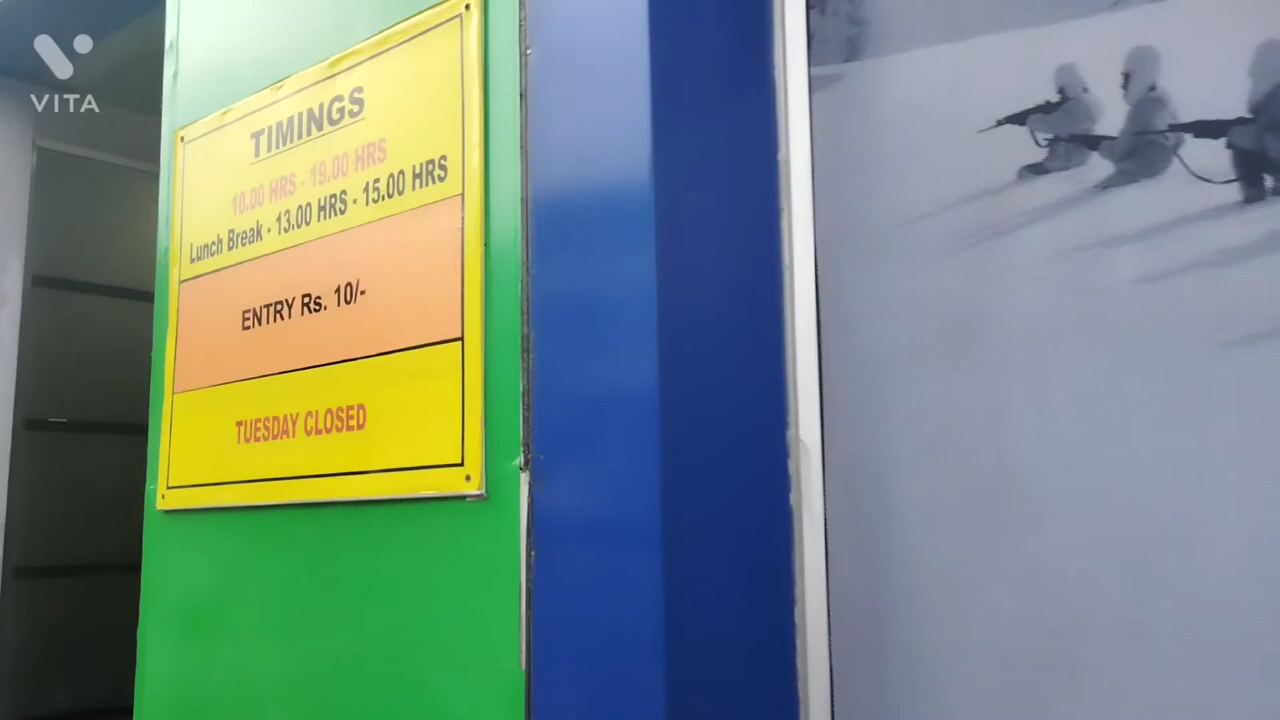 VITA
TIMINGS
10.00 HRS - 19.00 HRS
Lunch Break - 13.00 HRS - 15.00 HRS
ENTRY Rs. 10/-
TUESDAY CLOSED